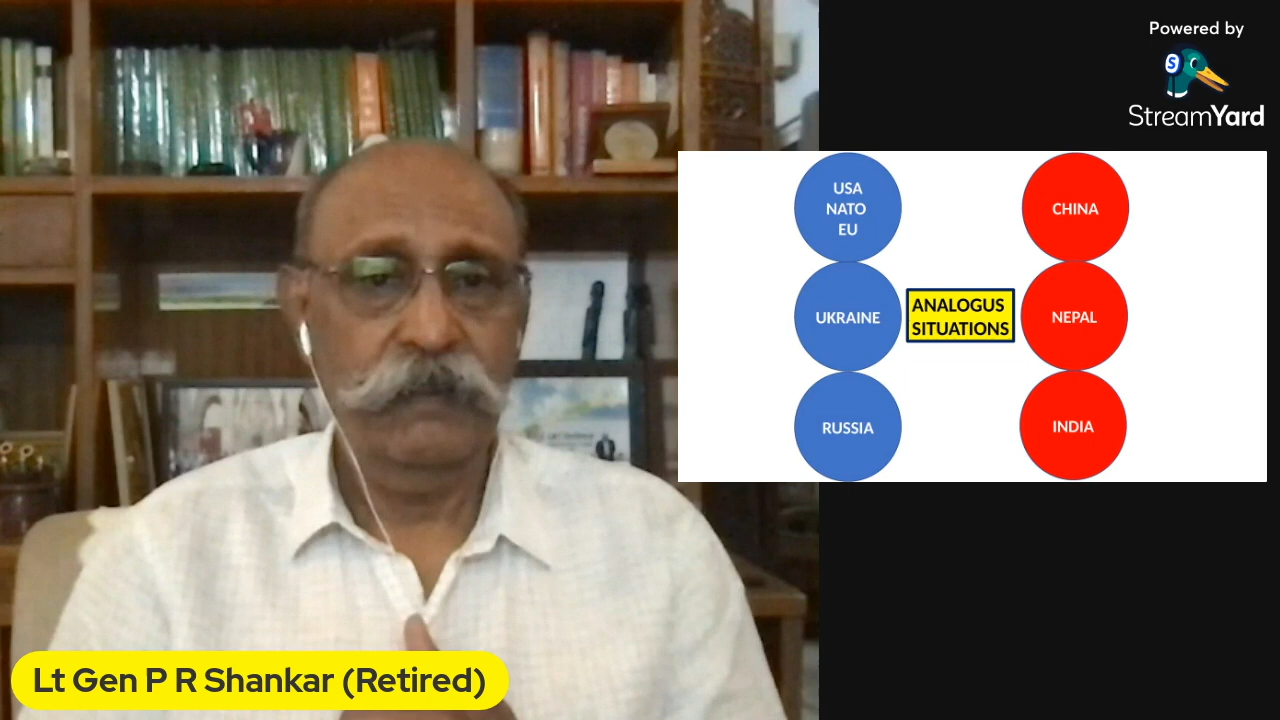 Powered by
StreamYard
USA
NATO
EU
CHINA
UKRAINE
ANALOGUS
SITUATIONS
NEPAL
RUSSIA
INDIA
Lt Gen P R Shankar (Retired)